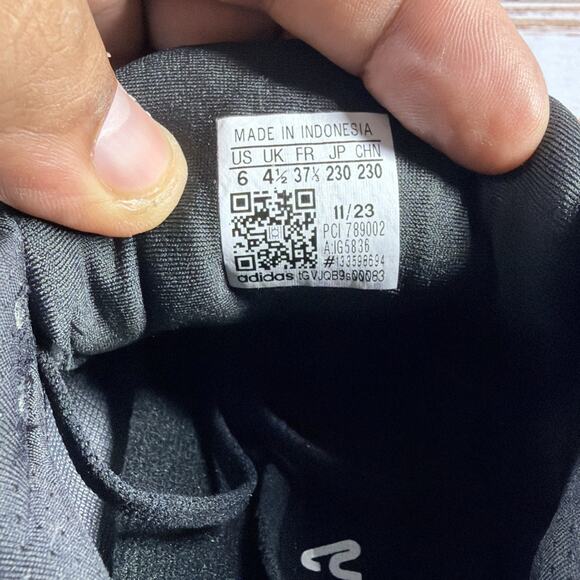 MADE IN INDONESIA
US UK FR JP CHN
6 4½ 37⅓ 230 230
11/23
PCI 789002
A:IG5836
#133598694
adidas